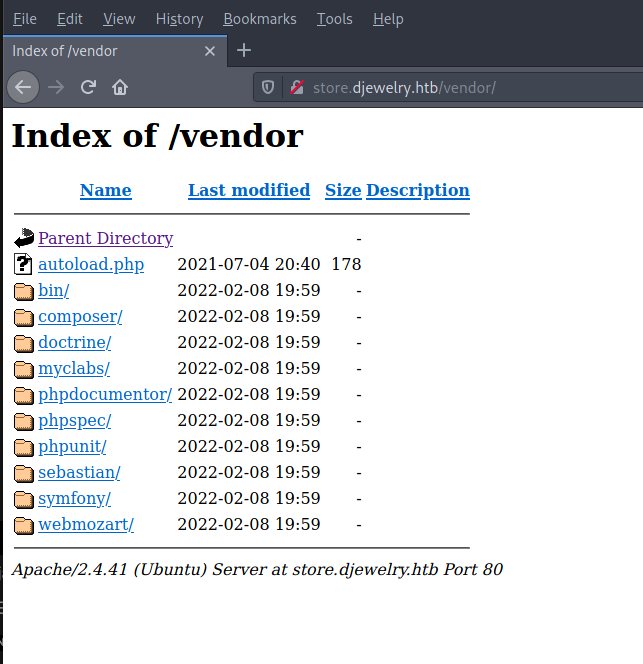 File Edit View History Bookmarks Tools Help
Index of /vendor
store.djewelry.htb/vendor/
Index of /vendor
Name Last modified Size Description
Parent Directory -
autoload.php 2021-07-04 20:40 178
bin/ 2022-02-08 19:59 -
composer/ 2022-02-08 19:59 -
doctrine/ 2022-02-08 19:59 -
myclabs/ 2022-02-08 19:59 -
phpdocumentor/ 2022-02-08 19:59 -
phpspec/ 2022-02-08 19:59 -
phpunit/ 2022-02-08 19:59 -
sebastian/ 2022-02-08 19:59 -
symfony/ 2022-02-08 19:59 -
webmozart/ 2022-02-08 19:59 -
Apache/2.4.41 (Ubuntu) Server at store.djewelry.htb Port 80